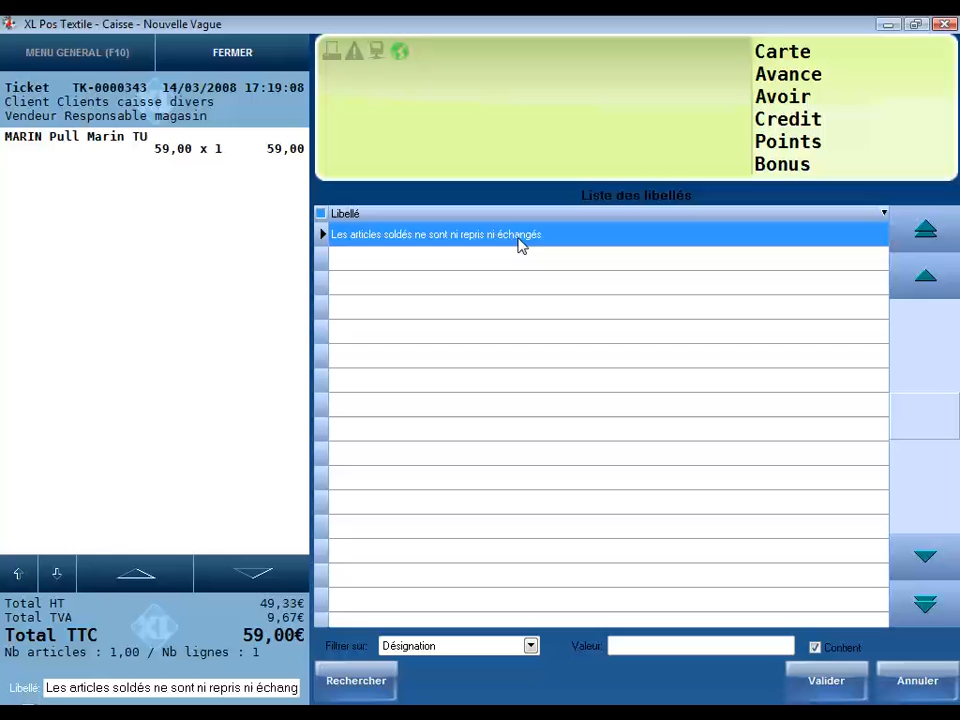 XL Pos Textile - Caisse - Nouvelle Vague
MENU GENERAL (F10)
FERMER
Ticket TK-0000343 14/03/2008 17:19:08
Client Clients caisse divers
Vendeur Responsable magasin
MARIN Pull Marin TU
59,00 x 1 59,00
Carte
Avance
Avoir
Credit
Points
Bonus
Liste des libellés
Libellé
Les articles soldés ne sont ni repris ni échangés
Total HT 49,33€
Total TVA 9,67€
Total TTC 59,00€
Nb articles : 1,00 / Nb lignes : 1
Libellé: Les articles soldés ne sont ni repris ni échang
Filtrer sur: Désignation
Valeur:
Contient
Rechercher
Valider
Annuler